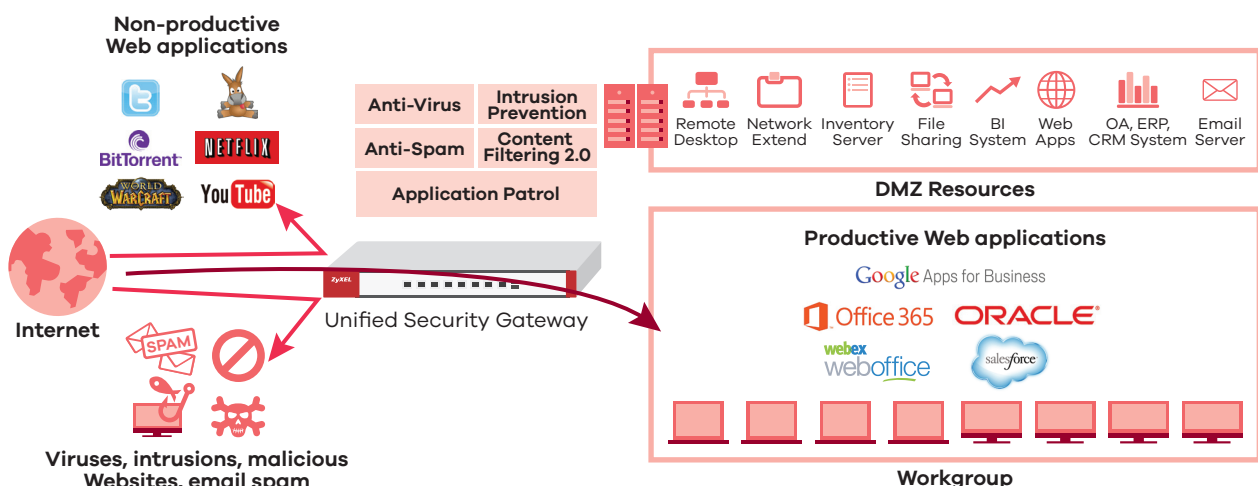 Non-productive
Web applications
BitTorrent
NETFLIX
WORLD
WARCRAFT
You Tube
Internet
SPAM
Viruses, intrusions, malicious
Websites, email spam
Anti-Virus
Intrusion
Prevention
Anti-Spam
Content
Filtering 2.0
Application Patrol
ZyXEL
Unified Security Gateway
Remote
Desktop
Network
Extend
Inventory
Server
File
Sharing
BI
System
Web
Apps
OA, ERP,
CRM System
Email
Server
DMZ Resources
Productive Web applications
Google Apps for Business
Office 365
ORACLE®
webex
weboffice
salesforce
Workgroup